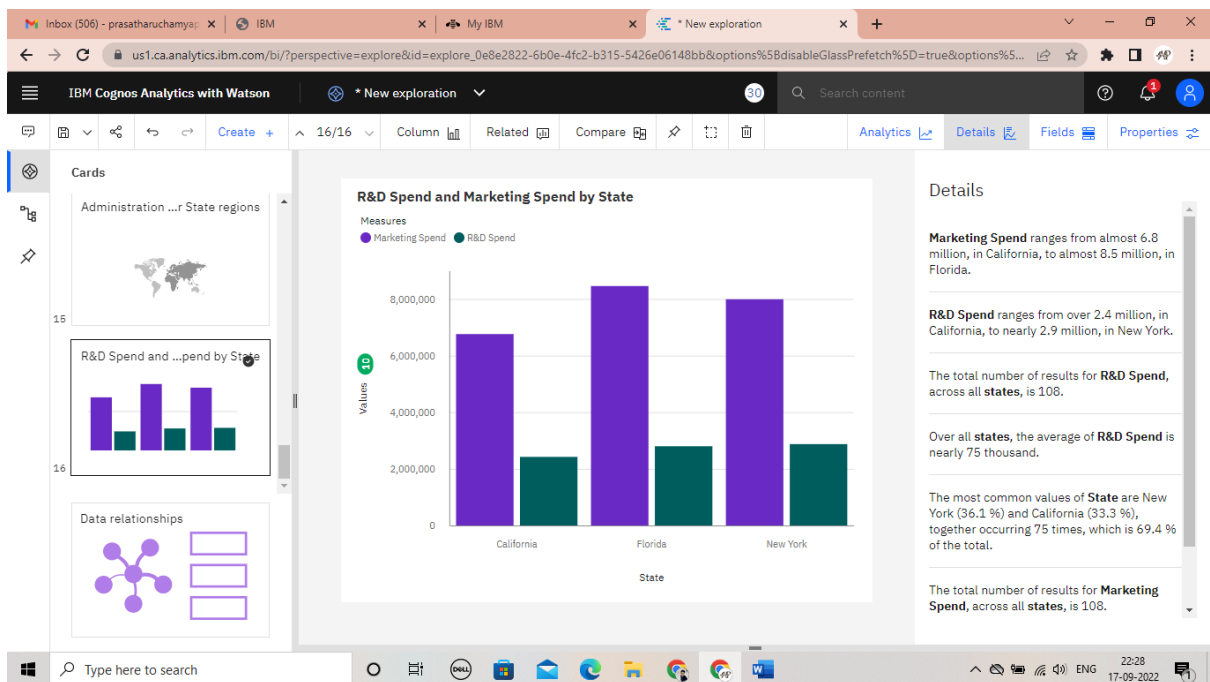 Inbox (506) - prasatharuchamyap
IBM
My IBM
* New exploration
us1.ca.analytics.ibm.com/bi/?perspective=explore&id=explore_0e8e2822-6b0e-4fc2-b315-5426e06148bb&options%5BdisableGlassPrefetch%5D=true&options%5...
IBM Cognos Analytics with Watson
* New exploration
30
Search content
1
Create +
16/16
Column
Related
Compare
Analytics
Details
Fields
Properties
Cards
Administration ...r State regions
15
R&D Spend and ...pend by State
16
Data relationships
R&D Spend and Marketing Spend by State
Measures
Marketing Spend
R&D Spend
8,000,000
6,000,000
4,000,000
2,000,000
0
Values
10
California
Florida
New York
State
Details
Marketing Spend ranges from almost 6.8
million, in California, to almost 8.5 million, in
Florida.
R&D Spend ranges from over 2.4 million, in
California, to nearly 2.9 million, in New York.
The total number of results for R&D Spend,
across all states, is 108.
Over all states, the average of R&D Spend is
nearly 75 thousand.
The most common values of State are New
York (36.1 %) and California (33.3 %),
together occurring 75 times, which is 69.4 %
of the total.
The total number of results for Marketing
Spend, across all states, is 108.
Type here to search
DELL
ENG
22:28
17-09-2022
1